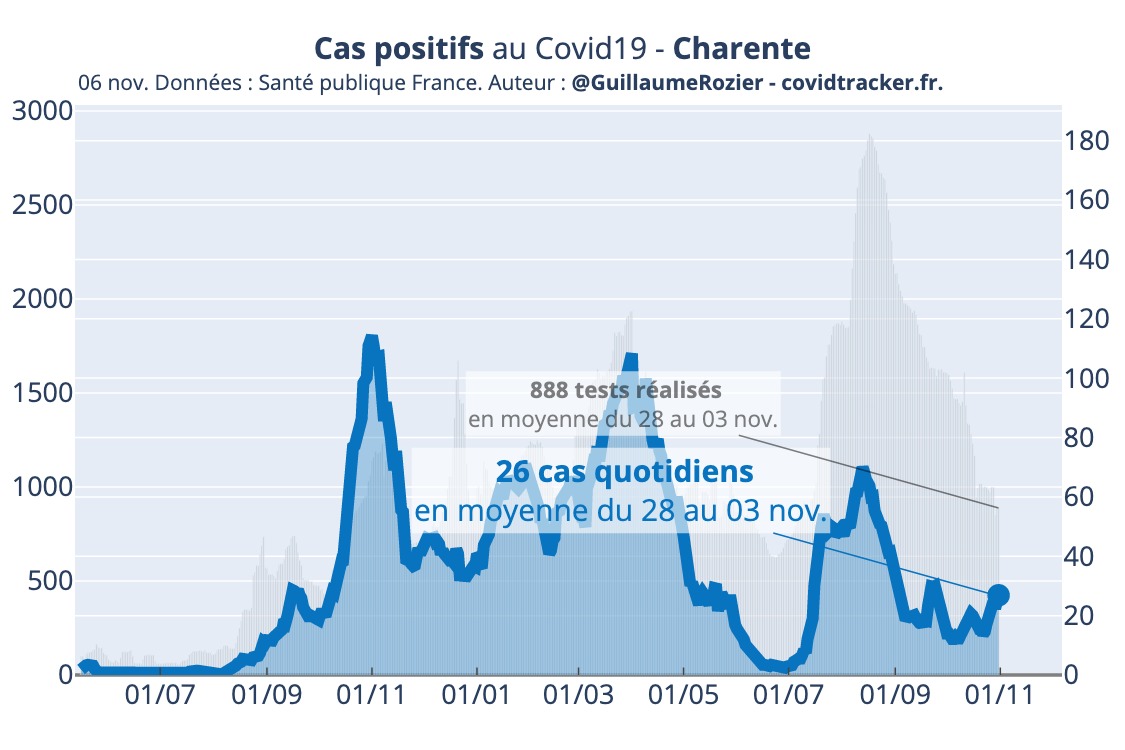 Cas positifs au Covid19 - Charente
06 nov. Données : Santé publique France. Auteur : @GuillaumeRozier - covidtracker.fr.
3000
2500
2000
1500
1000
500
0
180
160
140
120
100
80
60
40
20
0
888 tests réalisés
en moyenne du 28 au 03 nov.
26 cas quotidiens
en moyenne du 28 au 03 nov.
01/07 01/09 01/11 01/01 01/03 01/05 01/07 01/09 01/11